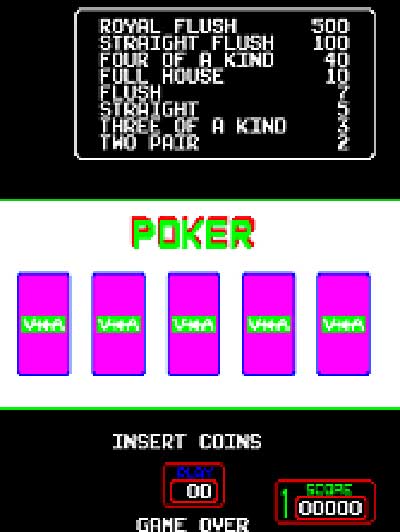 ROYAL FLUSH 500
STRAIGHT FLUSH 100
FOUR OF A KIND 40
FULL HOUSE 10
FLUSH 7
STRAIGHT 5
THREE OF A KIND 3
TWO PAIR 2
POKER
INSERT COINS
PLAY
00
1 SCORE
00000
GAME OVER